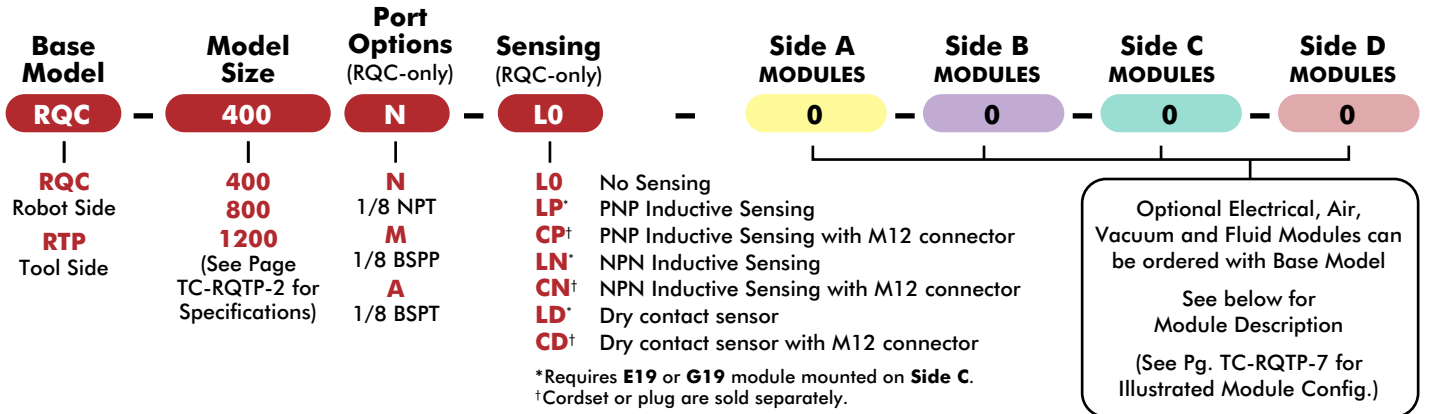 Base Model
Model Size
Port Options
(RQC-only)
Sensing
(RQC-only)
Side A
MODULES
Side B
MODULES
Side C
MODULES
Side D
MODULES
RQC – 400 N – L0 – 0 – 0 – 0 – 0
RQC
Robot Side
RTP
Tool Side
400
800
1200
(See Page
TC-RQTP-2 for
Specifications)
N
1/8 NPT
M
1/8 BSPP
A
1/8 BSPT
L0 No Sensing
LP* PNP Inductive Sensing
CP† PNP Inductive Sensing with M12 connector
LN* NPN Inductive Sensing
CN† NPN Inductive Sensing with M12 connector
LD* Dry contact sensor
CD† Dry contact sensor with M12 connector
*Requires E19 or G19 module mounted on Side C.
†Cordset or plug are sold separately.
Optional Electrical, Air,
Vacuum and Fluid Modules can
be ordered with Base Model
See below for
Module Description
(See Pg. TC-RQTP-7 for
Illustrated Module Config.)